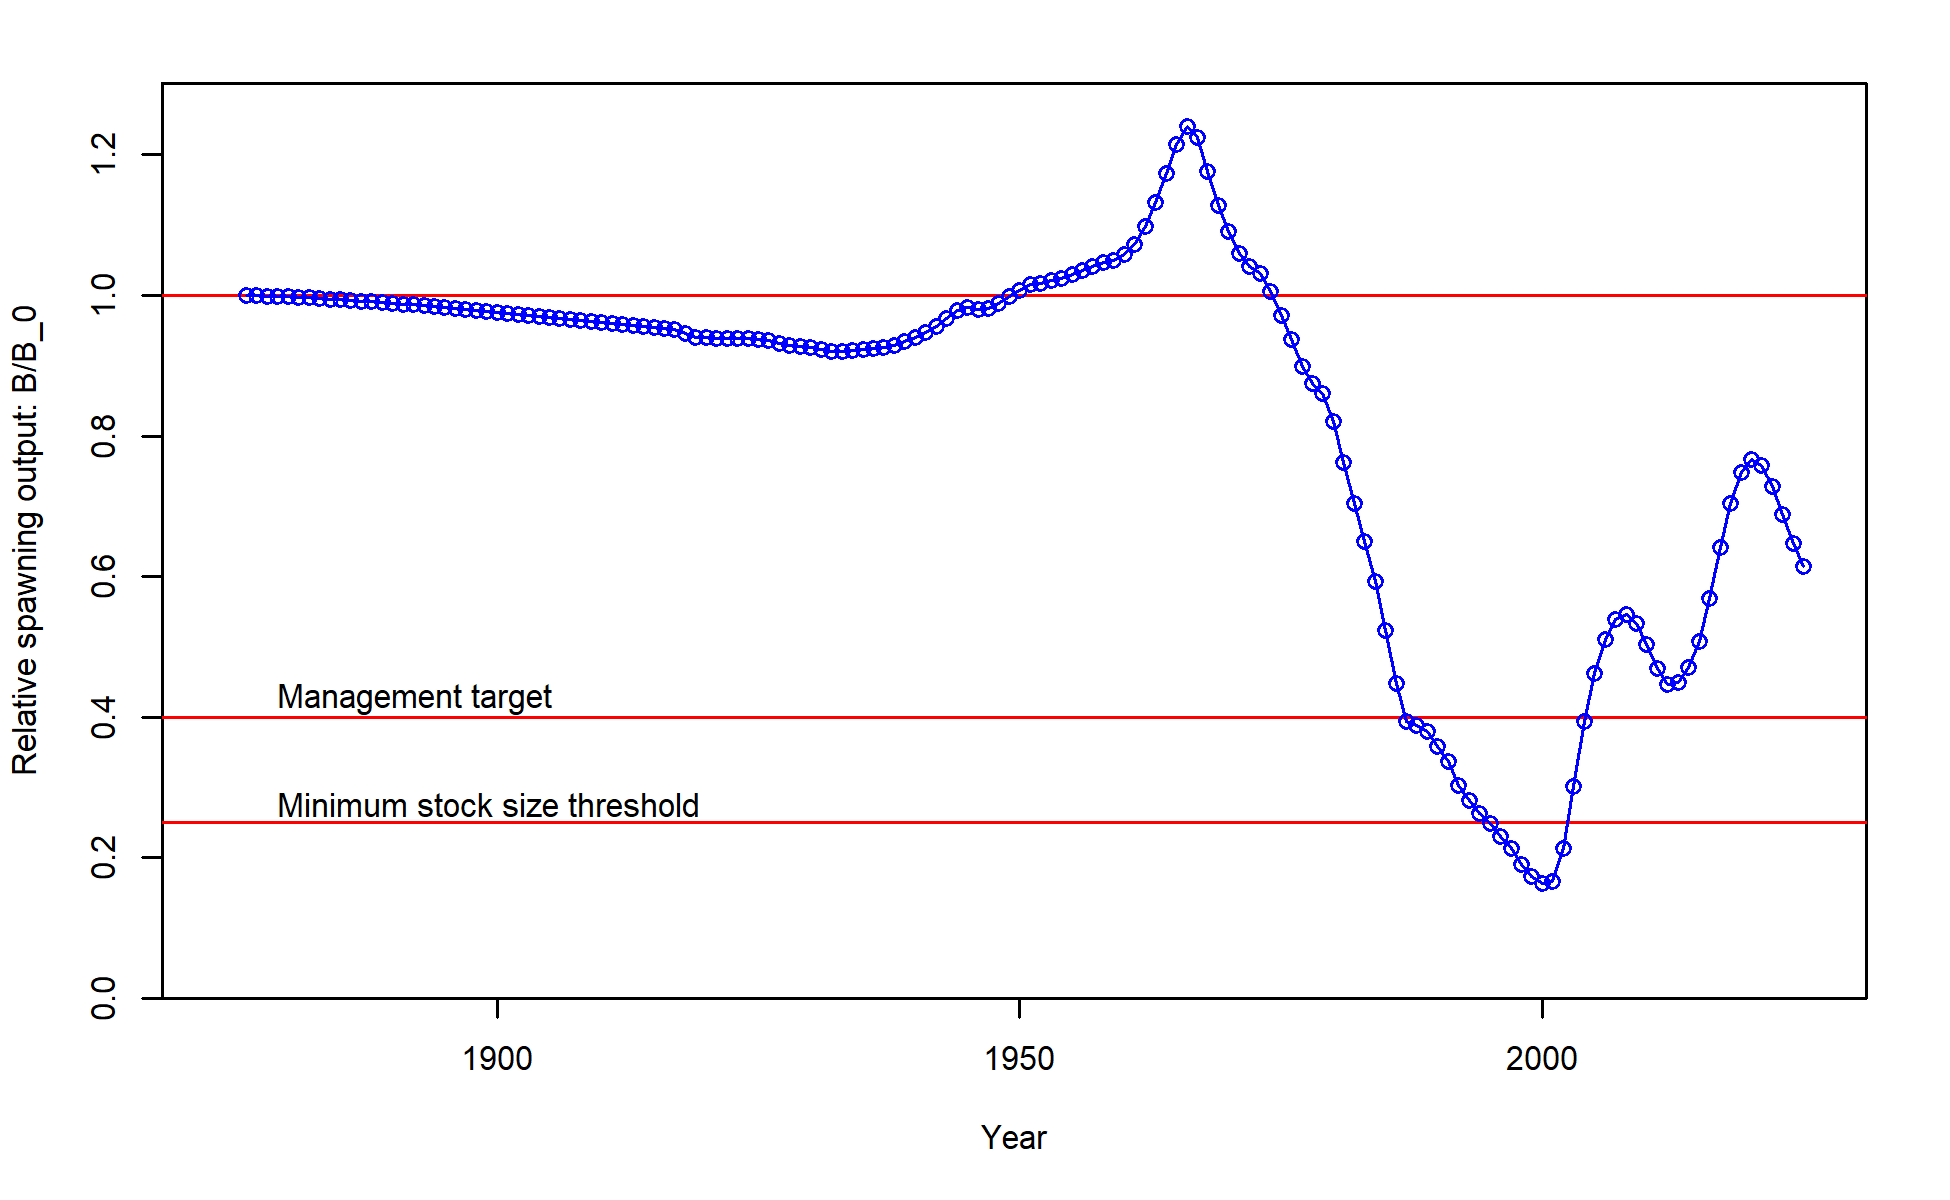 Relative spawning output: B/B_0
1.2
1.0
0.8
0.6
0.4
0.2
0.0
Management target
Minimum stock size threshold
1900 1950 2000
Year